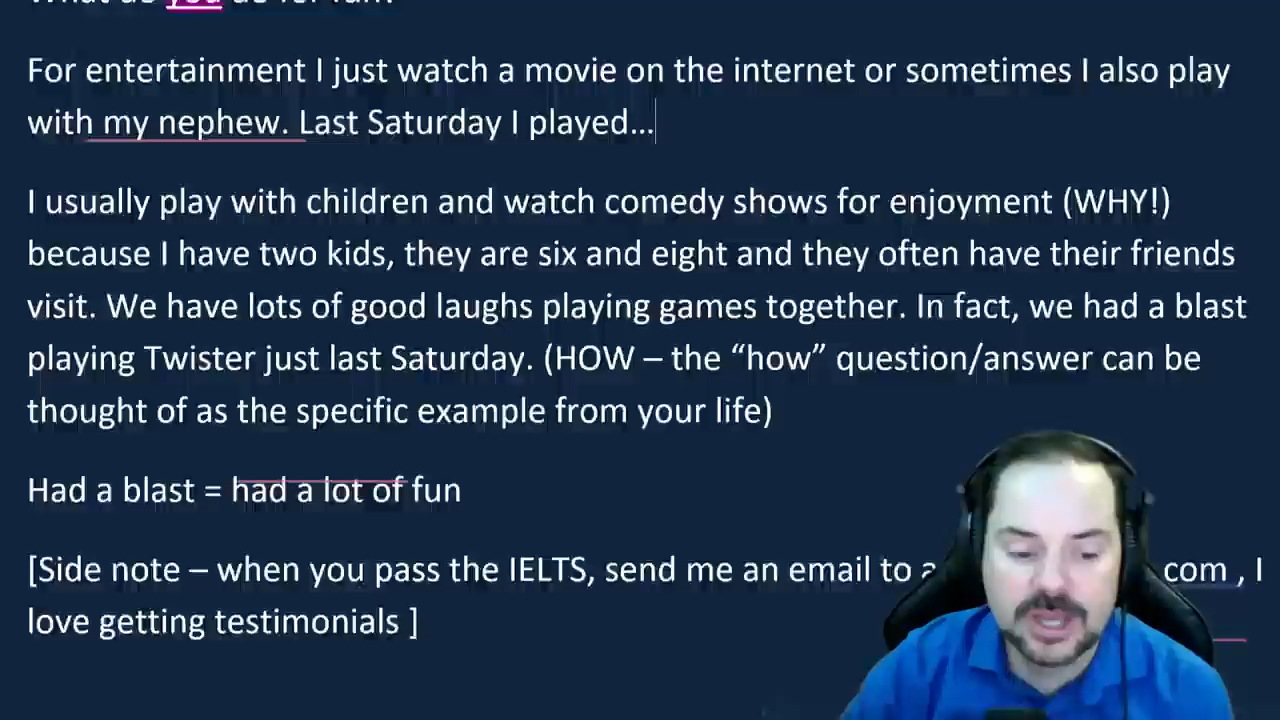 you
For entertainment I just watch a movie on the internet or sometimes I also play
with my nephew. Last Saturday I played...
I usually play with children and watch comedy shows for enjoyment (WHY!)
because I have two kids, they are six and eight and they often have their friends
visit. We have lots of good laughs playing games together. In fact, we had a blast
playing Twister just last Saturday. (HOW – the “how” question/answer can be
thought of as the specific example from your life)
Had a blast = had a lot of fun
[Side note – when you pass the IELTS, send me an email to a com , I
love getting testimonials ]